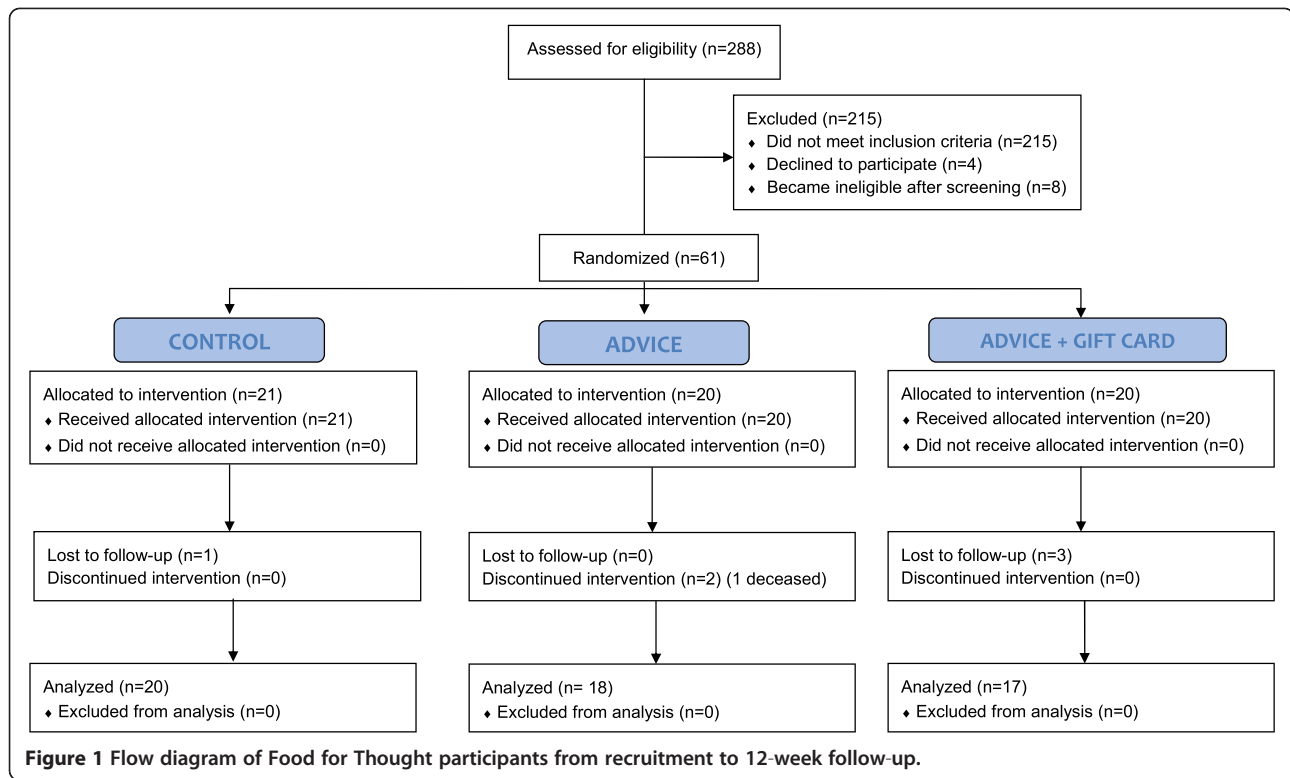 Assessed for eligibility (n=288)
Excluded (n=215)
♦ Did not meet inclusion criteria (n=215)
♦ Declined to participate (n=4)
♦ Became ineligible after screening (n=8)
Randomized (n=61)
CONTROL
ADVICE
ADVICE + GIFT CARD
Allocated to intervention (n=21)
♦ Received allocated intervention (n=21)
♦ Did not receive allocated intervention (n=0)
Allocated to intervention (n=20)
♦ Received allocated intervention (n=20)
♦ Did not receive allocated intervention (n=0)
Allocated to intervention (n=20)
♦ Received allocated intervention (n=20)
♦ Did not receive allocated intervention (n=0)
Lost to follow-up (n=1)
Discontinued intervention (n=0)
Lost to follow-up (n=0)
Discontinued intervention (n=2) (1 deceased)
Lost to follow-up (n=3)
Discontinued intervention (n=0)
Analyzed (n=20)
♦ Excluded from analysis (n=0)
Analyzed (n= 18)
♦ Excluded from analysis (n=0)
Analyzed (n=17)
♦ Excluded from analysis (n=0)
Figure 1 Flow diagram of Food for Thought participants from recruitment to 12-week follow-up.